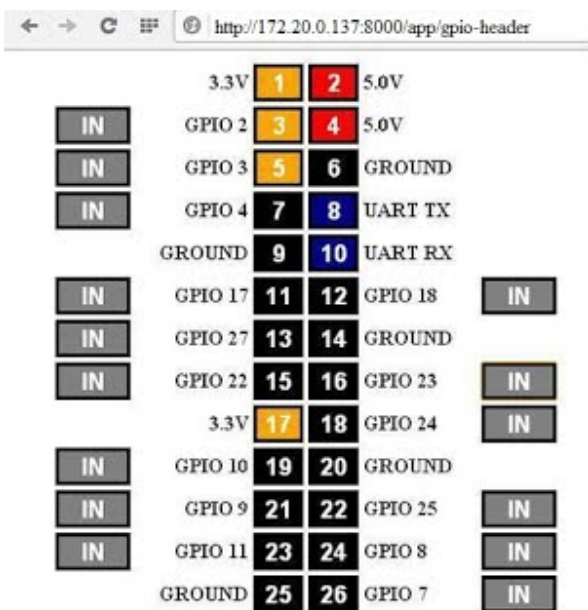 http://172.20.0.137:8000/app/gpio-header
3.3V 1 2 5.0V
IN GPIO 2 3 4 5.0V
IN GPIO 3 5 6 GROUND
IN GPIO 4 7 8 UART TX
GROUND 9 10 UART RX
IN GPIO 17 11 12 GPIO 18 IN
IN GPIO 27 13 14 GROUND
IN GPIO 22 15 16 GPIO 23 IN
3.3V 17 18 GPIO 24 IN
IN GPIO 10 19 20 GROUND
IN GPIO 9 21 22 GPIO 25 IN
IN GPIO 11 23 24 GPIO 8 IN
GROUND 25 26 GPIO 7 IN